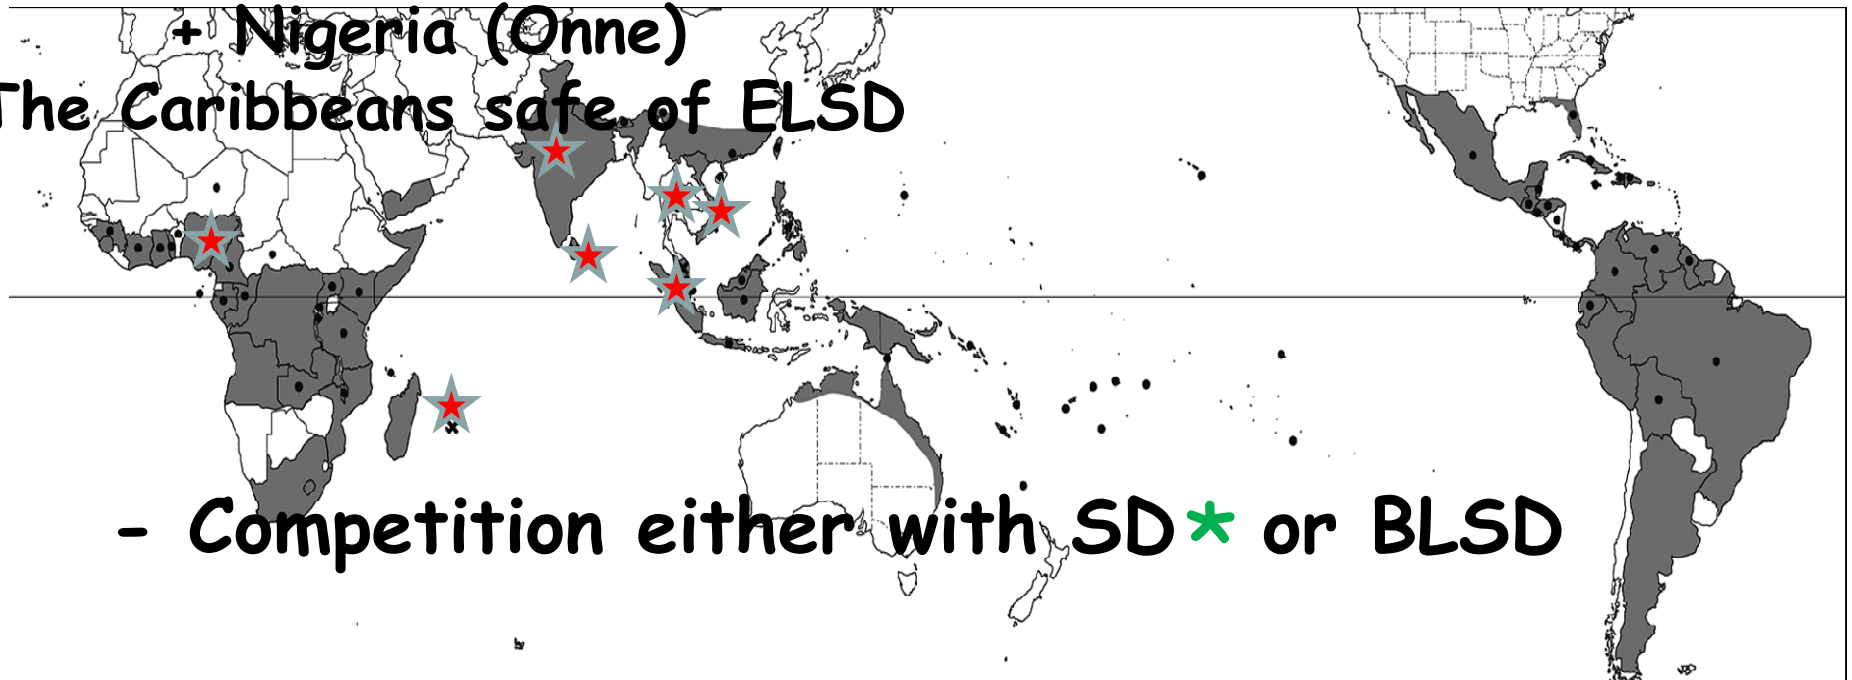 + Nigeria (Onne)
The Caribbeans safe of ELSD
- Competition either with SD* or BLSD